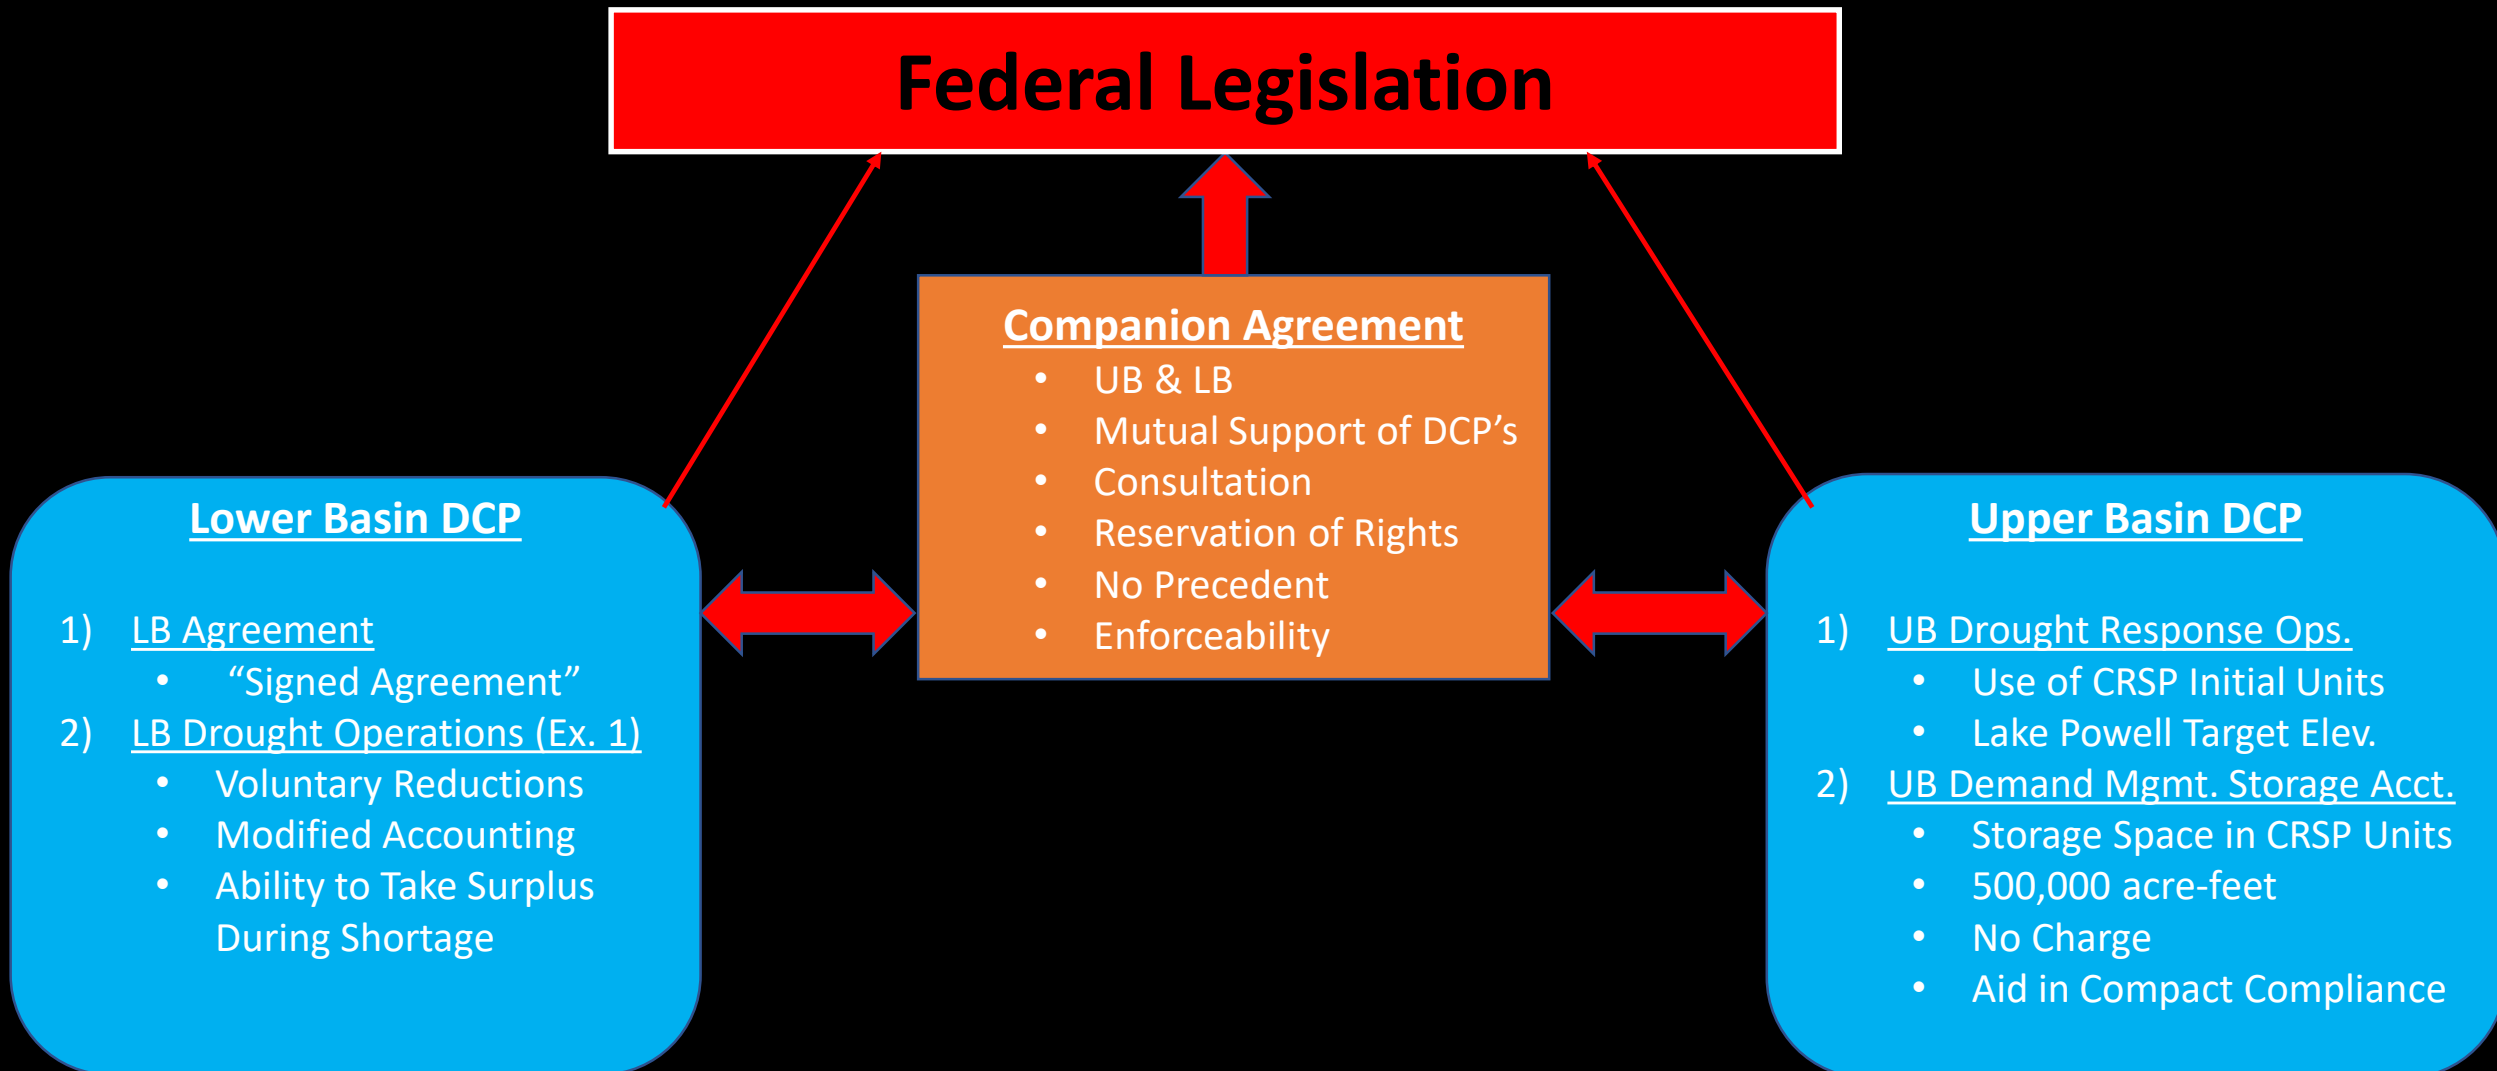 Federal Legislation
Companion Agreement
• UB & LB
• Mutual Support of DCP’s
• Consultation
• Reservation of Rights
• No Precedent
• Enforceability
Lower Basin DCP
1) LB Agreement
• “Signed Agreement”
2) LB Drought Operations (Ex. 1)
• Voluntary Reductions
• Modified Accounting
• Ability to Take Surplus
During Shortage
Upper Basin DCP
1) UB Drought Response Ops.
• Use of CRSP Initial Units
• Lake Powell Target Elev.
2) UB Demand Mgmt. Storage Acct.
• Storage Space in CRSP Units
• 500,000 acre-feet
• No Charge
• Aid in Compact Compliance